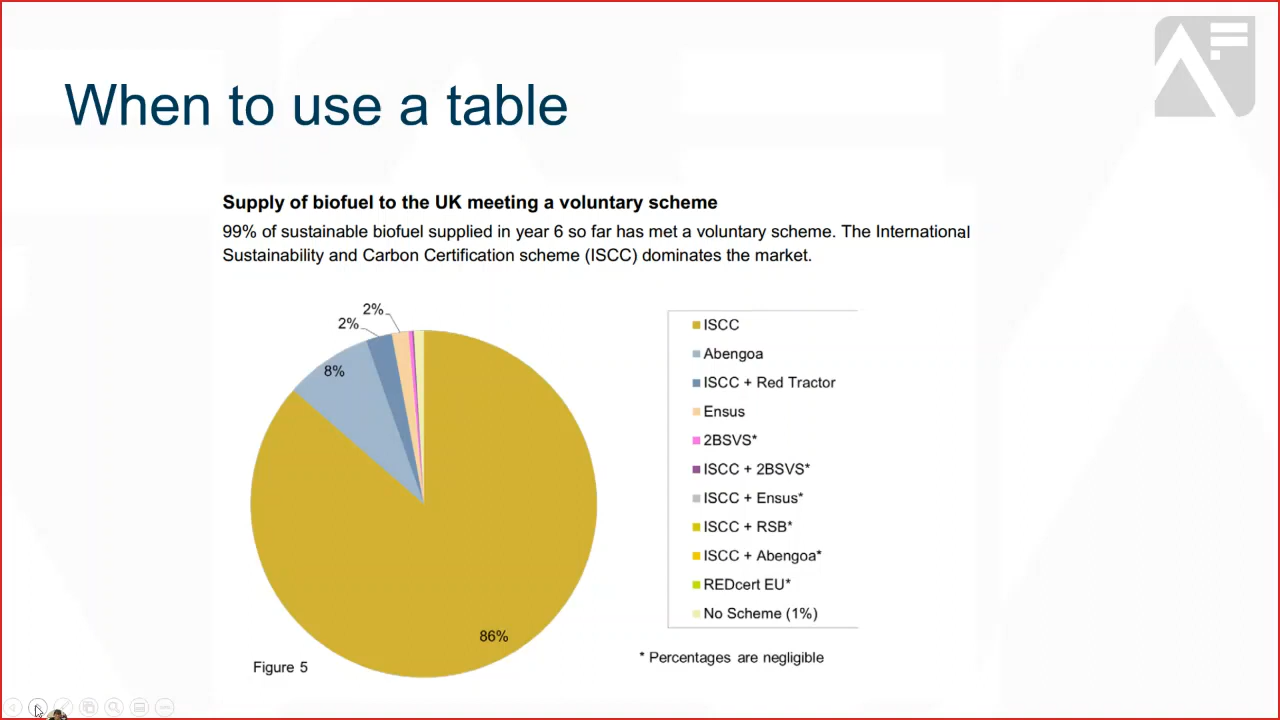 When to use a table
Supply of biofuel to the UK meeting a voluntary scheme
99% of sustainable biofuel supplied in year 6 so far has met a voluntary scheme. The International
Sustainability and Carbon Certification scheme (ISCC) dominates the market.
2%
2%
8%
86%
Figure 5
ISCC
Abengoa
ISCC + Red Tractor
Ensus
2BSVS*
ISCC + 2BSVS*
ISCC + Ensus*
ISCC + RSB*
ISCC + Abengoa*
REDcert EU*
No Scheme (1%)
* Percentages are negligible